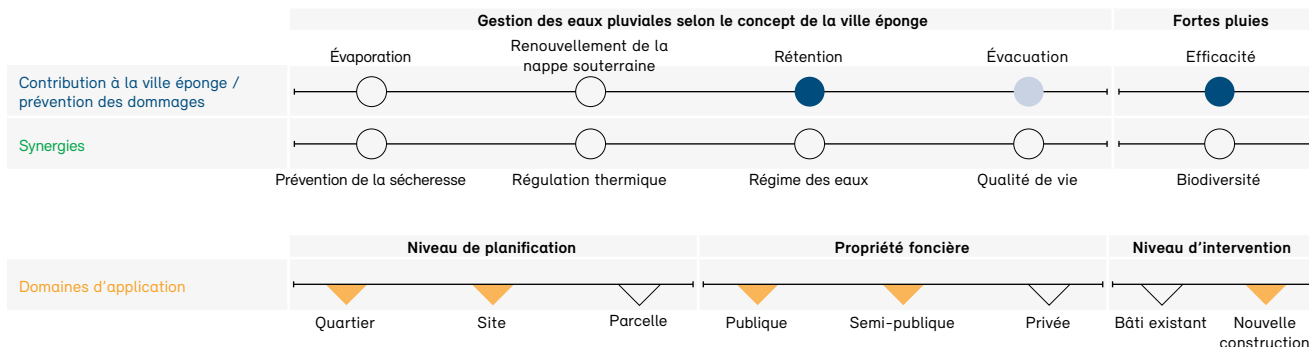 Gestion des eaux pluviales selon le concept de la ville éponge
Fortes pluies
Évaporation
Renouvellement de la
nappe souterraine
Rétention
Évacuation
Efficacité
Contribution à la ville éponge /
prévention des dommages
Synergies
Prévention de la sécheresse
Régulation thermique
Régime des eaux
Qualité de vie
Biodiversité
Niveau de planification
Propriété foncière
Niveau d'intervention
Domaines d'application
Quartier
Site
Parcelle
Publique
Semi-publique
Privée
Bâti existant
Nouvelle
construction